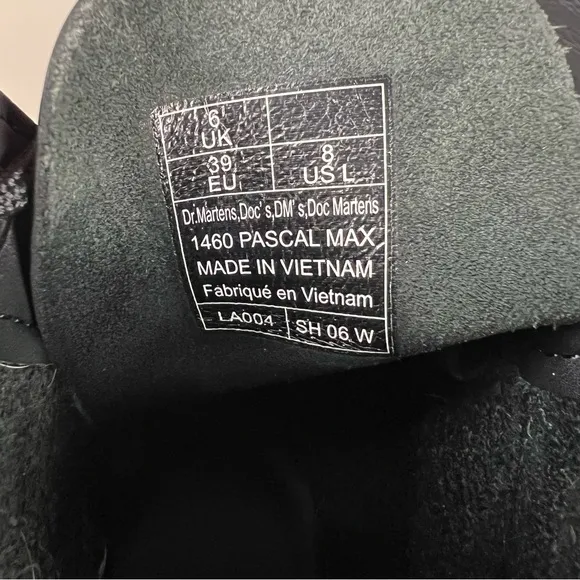 6
UK
39 8
EU US L
Dr.Martens,Doc's,DM's,Doc Martens
1460 PASCAL MAX
MADE IN VIETNAM
Fabriqué en Vietnam
LA004 SH 06 W